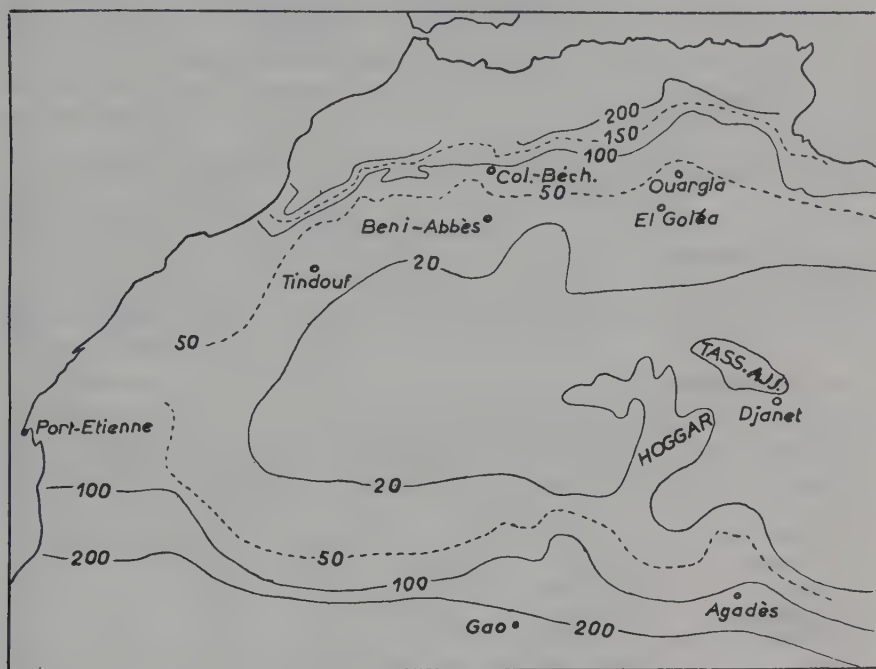 200
150
100
Col.-Béch.
50
Ouargla
Beni-Abbès
El Goléa
20
Tindouf
50
TASS. AJJ.
Djanet
Port-Etienne
HOGGAR
20
100
50
200
100
Agadès
Gao
200